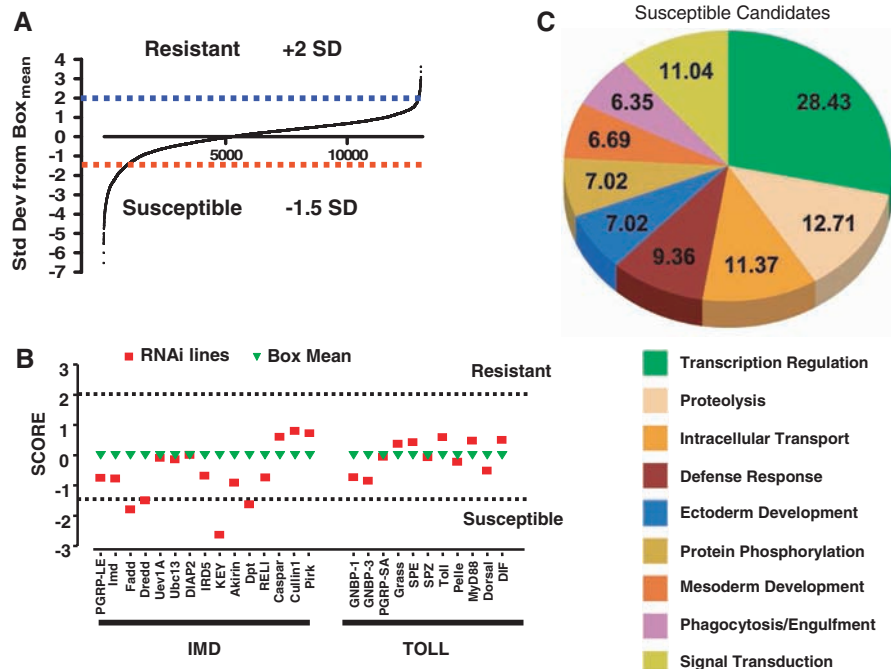 A
Resistant +2 SD
Std Dev from Box mean
4
3
2
1
0
-1
-2
-3
-4
-5
-6
-7
5000 10000
Susceptible -1.5 SD
C
Susceptible Candidates
28.43
12.71
11.37
9.36
7.02
7.02
6.69
6.35
11.04
Transcription Regulation
Proteolysis
Intracellular Transport
Defense Response
Ectoderm Development
Protein Phosphorylation
Mesoderm Development
Phagocytosis/Engulfment
Signal Transduction
B
RNAi lines Box Mean
SCORE
3
2
1
0
-1
-2
-3
Resistant
Susceptible
PGRP-LE
Imd
Fadd
Dredd
Uev1A
Ubc13
DIAP2
IRD5
KEY
Akirin
Dpt
RELI
Caspar
Cullin1
Pirk
GNBP-1
GNBP-3
PGRP-SA
Grass
SPE
SPZ
Toll
Pelle
MyD88
Dorsal
DIF
IMD TOLL